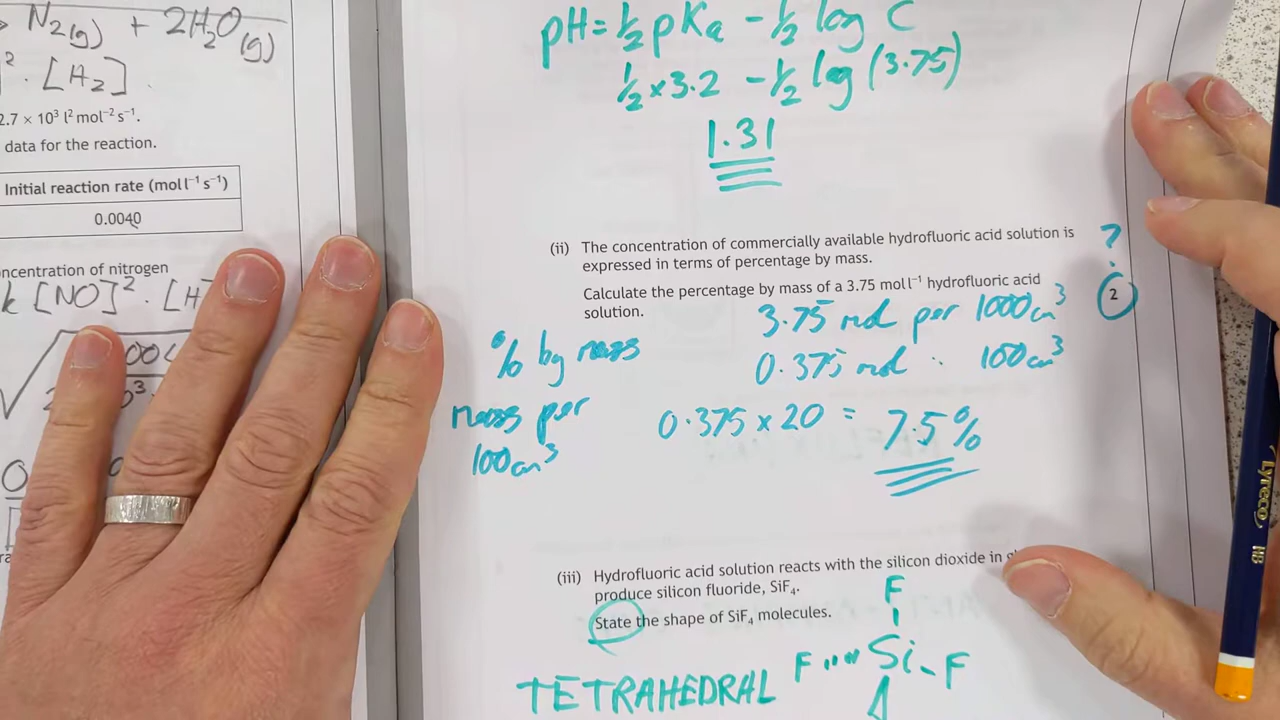 N2(g) + 2H2O(g)
2 . [H2].
2.7 × 10³ l² mol⁻² s⁻¹.
data for the reaction.
Initial reaction rate (mol l⁻¹ s⁻¹)
0.0040
ncentration of nitrogen
k [NO]² . [H
pH = ½ pKa - ½ log C
½ × 3.2 - ½ log (3.75)
1.31
(ii) The concentration of commercially available hydrofluoric acid solution is
expressed in terms of percentage by mass.
?
Calculate the percentage by mass of a 3.75 mol l⁻¹ hydrofluoric acid
solution.
2
3.75 mol per 1000cm³
% by mass
0.375 mol " 100cm³
mass per
100cm³
0.375 × 20 = 7.5%
(iii) Hydrofluoric acid solution reacts with the silicon dioxide in
produce silicon fluoride, SiF4.
State the shape of SiF4 molecules.
F
F Si F
TETRAHEDRAL
Lyreco HB